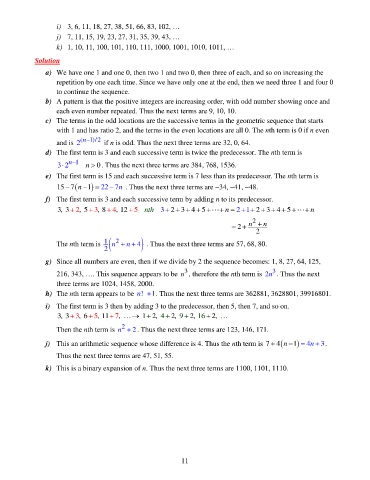 i) 3, 6, 11, 18, 27, 38, 51, 66, 83, 102, …
j) 7, 11, 15, 19, 23, 27, 31, 35, 39, 43, …
k) 1, 10, 11, 100, 101, 110, 111, 1000, 1001, 1010, 1011, …
Solution
a) We have one 1 and one 0, then two 1 and two 0, then three of each, and so on increasing the
repetition by one each time. Since we have only one at the end, then we need three 1 and four 0
to continue the sequence.
b) A pattern is that the positive integers are increasing order, with odd number showing once and
each even number repeated. Thus the next terms are 9, 10, 10.
c) The terms in the odd locations are the successive terms in the geometric sequence that starts
with 1 and has ratio 2, and the terms in the even locations are all 0. The nth term is 0 if n even
and is 2^{(n−1)/2} if n is odd. Thus the next three terms are 32, 0, 64.
d) The first term is 3 and each successive term is twice the predecessor. The nth term is
3·2^{n−1} n > 0. Thus the next three terms are 384, 768, 1536.
e) The first term is 15 and each successive term is 7 less than its predecessor. The nth term is
15 − 7(n − 1) = 22 − 7n . Thus the next three terms are −34, −41, −48.
f) The first term is 3 and each successive term by adding n to its predecessor.
3, 3 + 2, 5 + 3, 8 + 4, 12 + 5 nth 3 + 2 + 3 + 4 + 5 + ⋯ + n = 2 + 1 + 2 + 3 + 4 + 5 + ⋯ + n
= 2 + (n² + n)/2
The nth term is 1/2 (n² + n + 4) . Thus the next three terms are 57, 68, 80.
g) Since all numbers are even, then if we divide by 2 the sequence becomes: 1, 8, 27, 64, 125,
216, 343, …. This sequence appears to be n³, therefore the nth term is 2n³. Thus the next
three terms are 1024, 1458, 2000.
h) The nth term appears to be n! + 1. Thus the next three terms are 362881, 3628801, 39916801.
i) The first term is 3 then by adding 3 to the predecessor, then 5, then 7, and so on.
3, 3 + 3, 6 + 5, 11 + 7, … → 1 + 2, 4 + 2, 9 + 2, 16 + 2, …
Then the nth term is n² + 2 . Thus the next three terms are 123, 146, 171.
j) This an arithmetic sequence whose difference is 4. Thus the nth term is 7 + 4(n − 1) = 4n + 3.
Thus the next three terms are 47, 51, 55.
k) This is a binary expansion of n. Thus the next three terms are 1100, 1101, 1110.
11